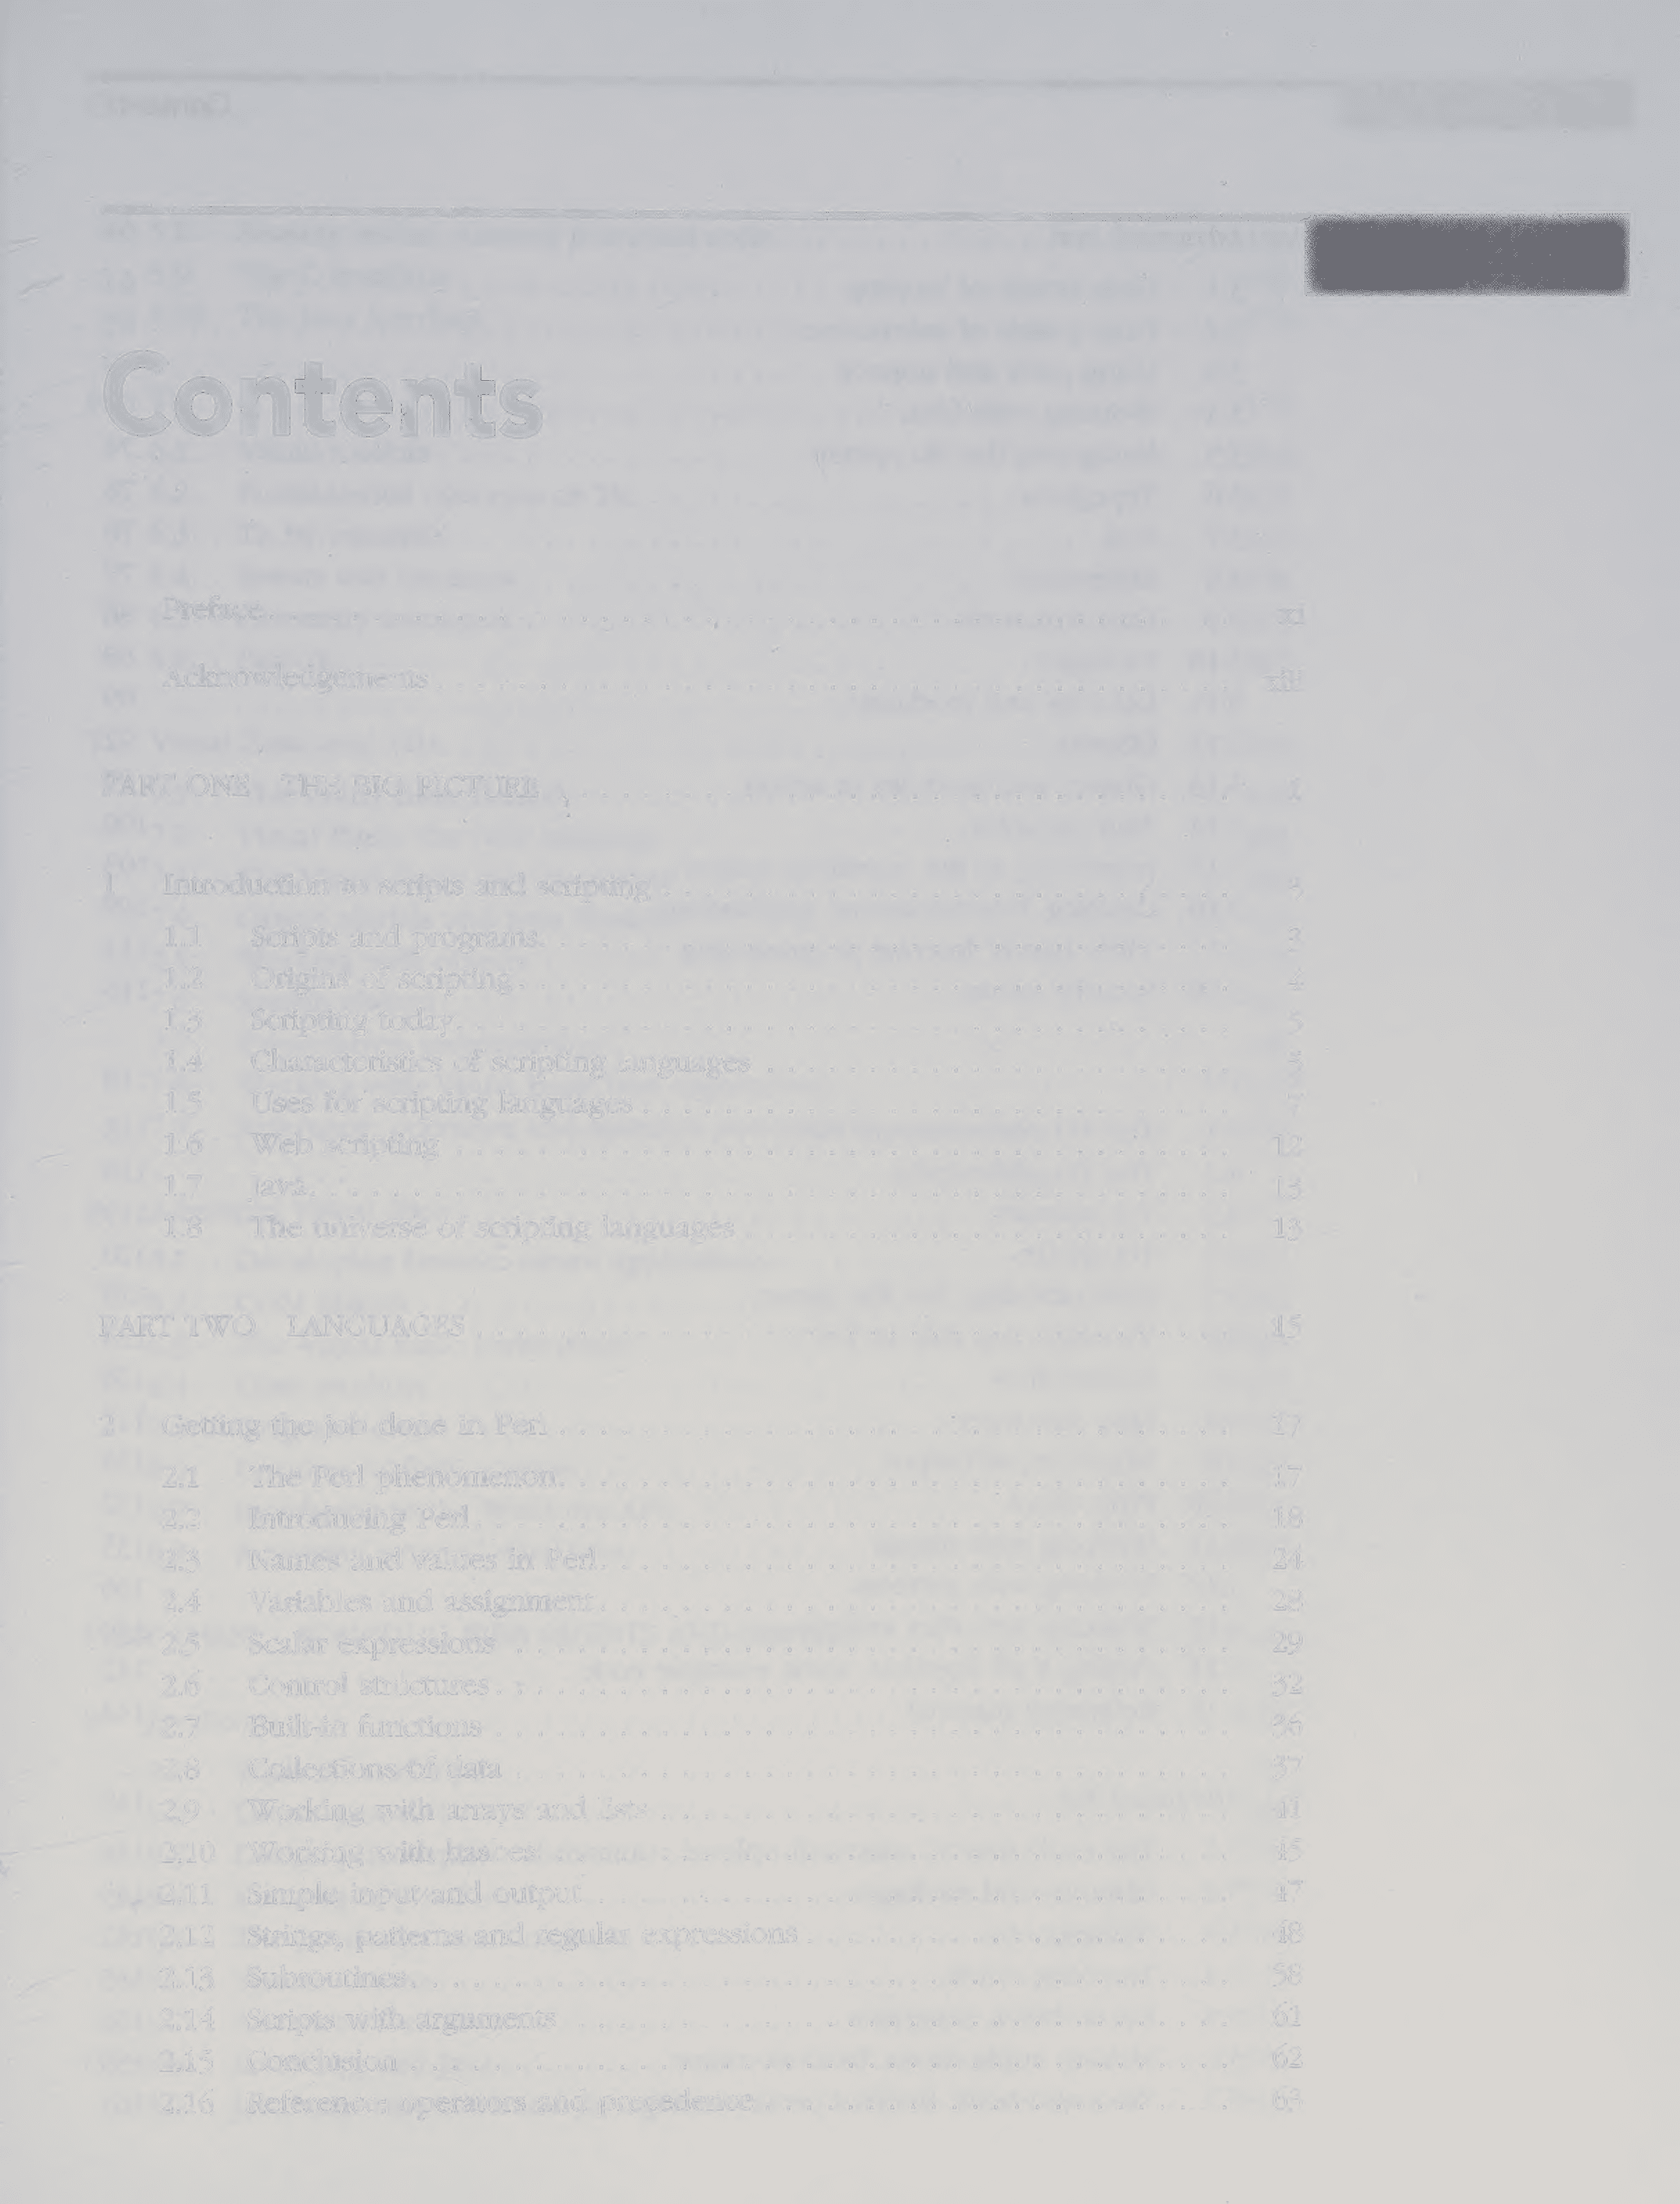 Contents
Preface . . . . . . . . . . . . . . . . . . . . xi
Acknowledgements . . . . . . . . . . . . . . . . . . . . xiii
PART ONE THE BIG PICTURE . . . . . . . . . . . . . . . . . . . . 1
1 Introduction to scripts and scripting . . . . . . . . . . . . . . . . . . . . 3
1.1 Scripts and programs . . . . . . . . . . . . . . . . . . . . 3
1.2 Origins of scripting . . . . . . . . . . . . . . . . . . . . 4
1.3 Scripting today . . . . . . . . . . . . . . . . . . . . 5
1.4 Characteristics of scripting languages . . . . . . . . . . . . . . . . . . . .
1.5 Uses for scripting languages . . . . . . . . . . . . . . . . . . . . 7
1.6 Web scripting . . . . . . . . . . . . . . . . . . . . 12
1.7 Java . . . . . . . . . . . . . . . . . . . . 13
1.8 The universe of scripting languages . . . . . . . . . . . . . . . . . . . . 13
PART TWO LANGUAGES . . . . . . . . . . . . . . . . . . . . 15
2 Getting the job done in Perl . . . . . . . . . . . . . . . . . . . . 17
2.1 The Perl phenomenon . . . . . . . . . . . . . . . . . . . . 17
2.2 Introducing Perl . . . . . . . . . . . . . . . . . . . . 18
2.3 Names and values in Perl . . . . . . . . . . . . . . . . . . . . 24
2.4 Variables and assignment . . . . . . . . . . . . . . . . . . . . 28
2.5 Scalar expressions . . . . . . . . . . . . . . . . . . . . 29
2.6 Control structures . . . . . . . . . . . . . . . . . . . . 32
2.7 Built-in functions . . . . . . . . . . . . . . . . . . . . 36
2.8 Collections of data . . . . . . . . . . . . . . . . . . . . 37
2.9 Working with arrays and lists . . . . . . . . . . . . . . . . . . . . 41
2.10 Working with hashes . . . . . . . . . . . . . . . . . . . . 45
2.11 Simple input and output . . . . . . . . . . . . . . . . . . . . 47
2.12 Strings, patterns and regular expressions . . . . . . . . . . . . . . . . . . . . 48
2.13 Subroutines . . . . . . . . . . . . . . . . . . . . 58
2.14 Scripts with arguments . . . . . . . . . . . . . . . . . . . . 61
2.15 Conclusion . . . . . . . . . . . . . . . . . . . . 62
2.16 Reference: operators and precedence . . . . . . . . . . . . . . . . . . . . 63